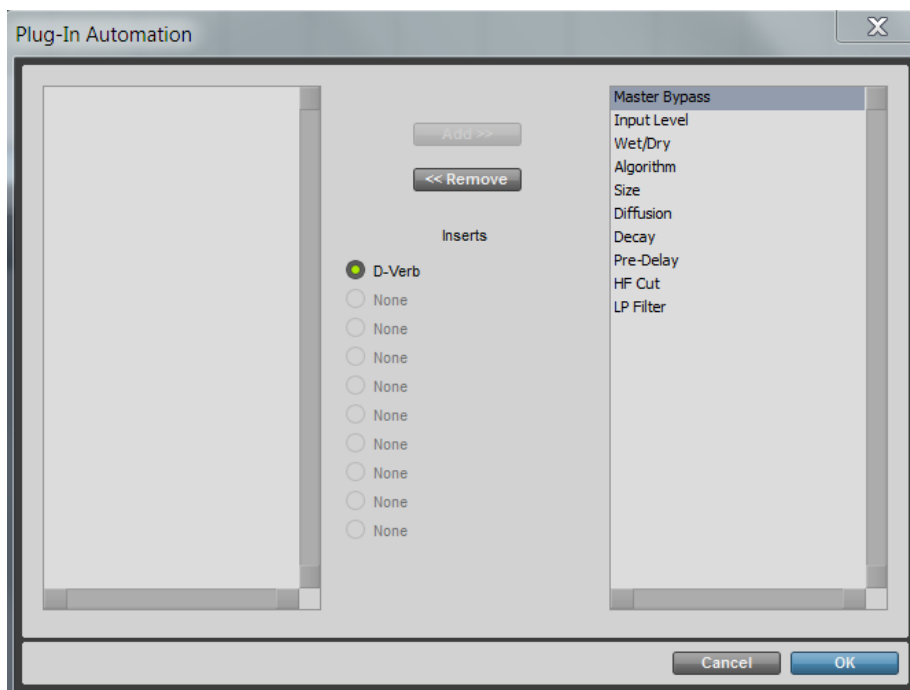 Plug-In Automation
X
Add >>
<< Remove
Inserts
D-Verb
None
None
None
None
None
None
None
None
None
Master Bypass
Input Level
Wet/Dry
Algorithm
Size
Diffusion
Decay
Pre-Delay
HF Cut
LP Filter
Cancel
OK